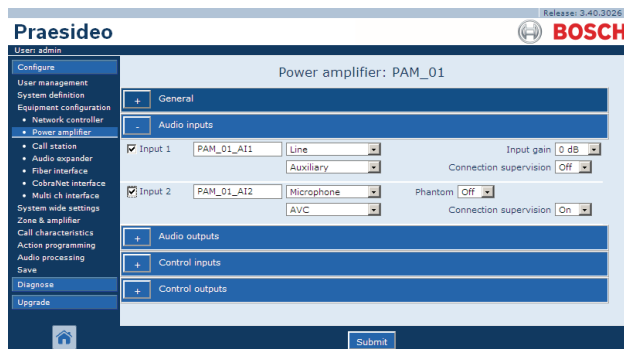 Release: 3.40.3026
Praesideo
BOSCH
User: admin
Configure
User management
System definition
Equipment configuration
• Network controller
• Power amplifier
• Call station
• Audio expander
• Fiber interface
• CobraNet interface
• Multi ch interface
System wide settings
Zone & amplifier
Call characteristics
Action programming
Audio processing
Save
Diagnose
Upgrade
Power amplifier: PAM_01
+ General
- Audio inputs
Input 1 PAM_01_AI1 Line Input gain 0 dB
Auxiliary Connection supervision Off
Input 2 PAM_01_AI2 Microphone Phantom Off
AVC Connection supervision On
+ Audio outputs
+ Control inputs
+ Control outputs
Submit